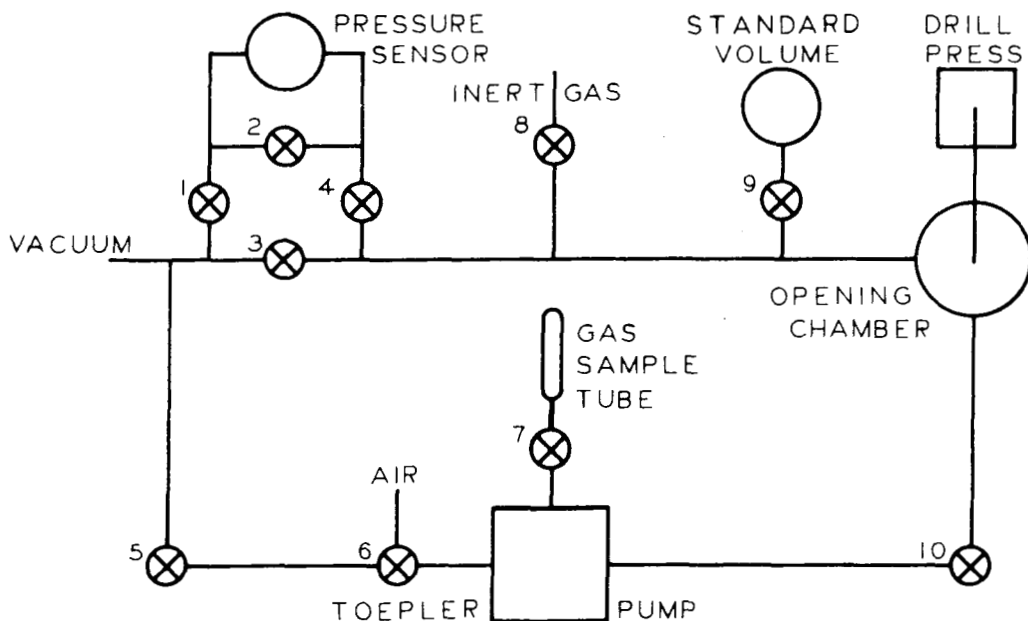 PRESSURE
SENSOR
STANDARD
VOLUME
DRILL
PRESS
INERT GAS
2
8
1
4
9
VACUUM
3
OPENING
CHAMBER
GAS
SAMPLE
TUBE
7
AIR
5
6
10
TOEPLER PUMP